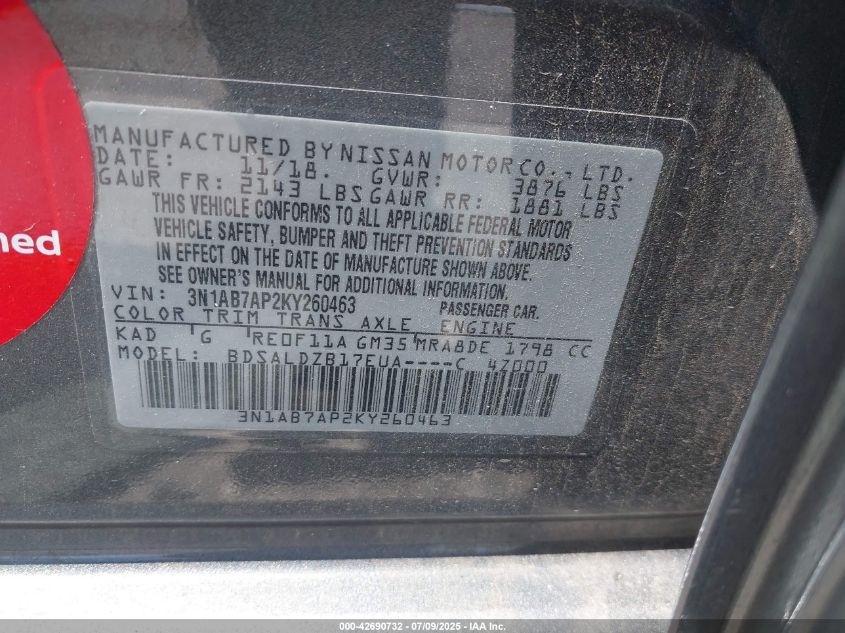 ned
MANUFACTURED BY NISSAN MOTOR CO., LTD.
DATE: 11/18. GVWR: 3876 LBS
GAWR FR: 2143 LBS GAWR RR: 1881 LBS
THIS VEHICLE CONFORMS TO ALL APPLICABLE FEDERAL MOTOR
VEHICLE SAFETY, BUMPER AND THEFT PREVENTION STANDARDS
IN EFFECT ON THE DATE OF MANUFACTURE SHOWN ABOVE.
SEE OWNER'S MANUAL FOR ADDITIONAL INFORMATION.
VIN: 3N1AB7AP2KY260463 PASSENGER CAR.
COLOR TRIM TRANS AXLE ENGINE
KAD G RE0F11A GM35 MRA8DE 1798 CC
MODEL: BDSALDZB17EUA----C 47000
3N1AB7AP2KY260463
000-42690732 - 07/09/2025 - IAA Inc.